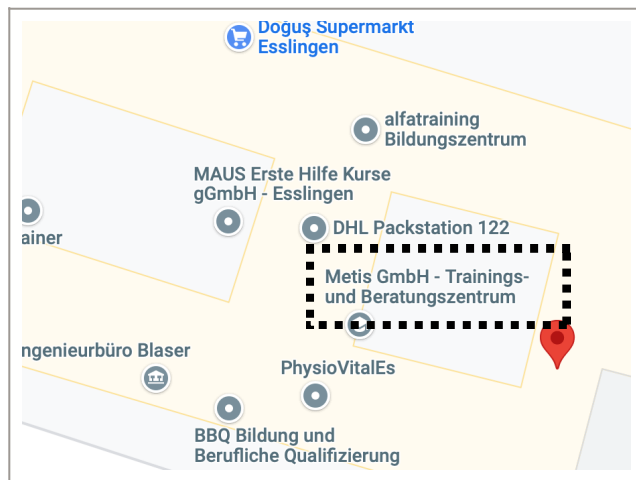 Doğuş Supermarkt
Esslingen
alfatraining
Bildungszentrum
MAUS Erste Hilfe Kurse
gGmbH - Esslingen
ainer
DHL Packstation 122
Metis GmbH - Trainings-
und Beratungszentrum
ngenieurbüro Blaser
PhysioVitalEs
BBQ Bildung und
Berufliche Qualifizierung